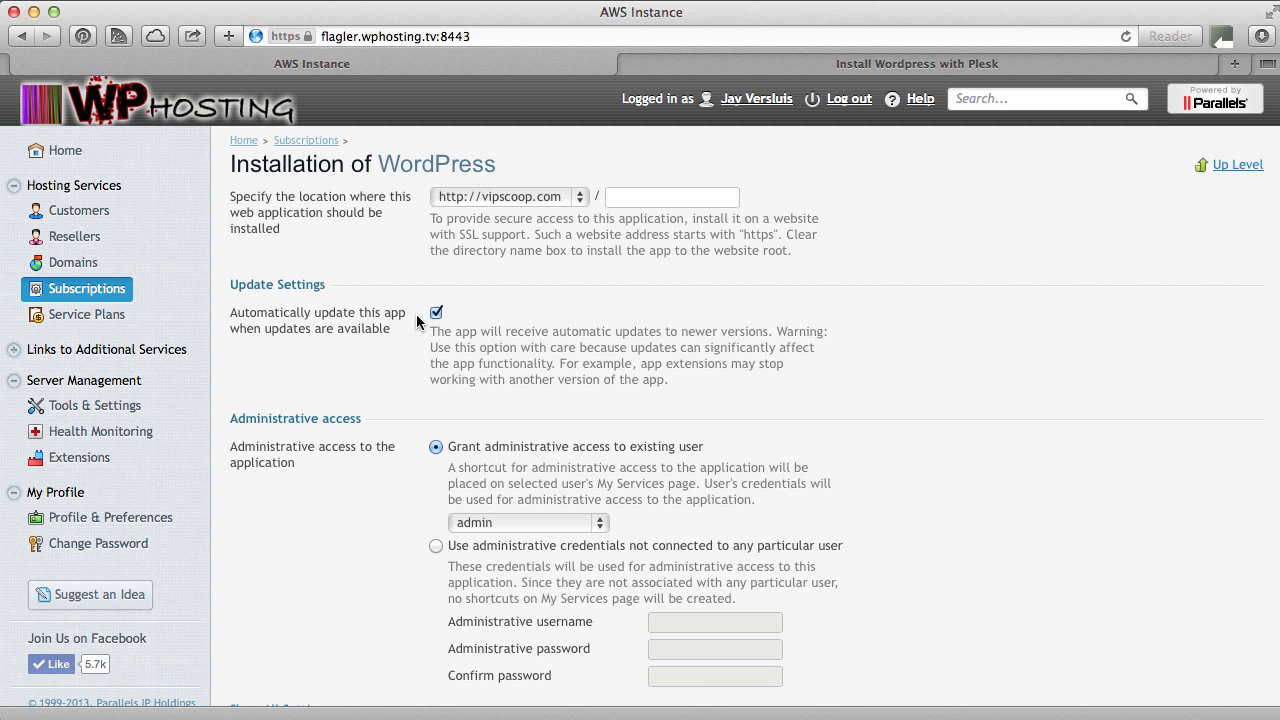 AWS Instance
https flagler.wphosting.tv:8443 Reader
AWS Instance Install Wordpress with Plesk
WPHOSTING
Logged in as Jay Versluis Log out Help Search...
Powered by
Parallels
Home
Hosting Services
Customers
Resellers
Domains
Subscriptions
Service Plans
Links to Additional Services
Server Management
Tools & Settings
Health Monitoring
Extensions
My Profile
Profile & Preferences
Change Password
Suggest an Idea
Join Us on Facebook
Like 5.7k
© 1999-2013. Parallels IP Holdings
Home > Subscriptions >
Installation of WordPress
Up Level
Specify the location where this
web application should be
installed
http://vipscoop.com /
To provide secure access to this application, install it on a website
with SSL support. Such a website address starts with "https". Clear
the directory name box to install the app to the website root.
Update Settings
Automatically update this app
when updates are available
The app will receive automatic updates to newer versions. Warning:
Use this option with care because updates can significantly affect
the app functionality. For example, app extensions may stop
working with another version of the app.
Administrative access
Administrative access to the
application
Grant administrative access to existing user
A shortcut for administrative access to the application will be
placed on selected user's My Services page. User's credentials will
be used for administrative access to the application.
admin
Use administrative credentials not connected to any particular user
These credentials will be used for administrative access to this
application. Since they are not associated with any particular user,
no shortcuts on My Services page will be created.
Administrative username
Administrative password
Confirm password